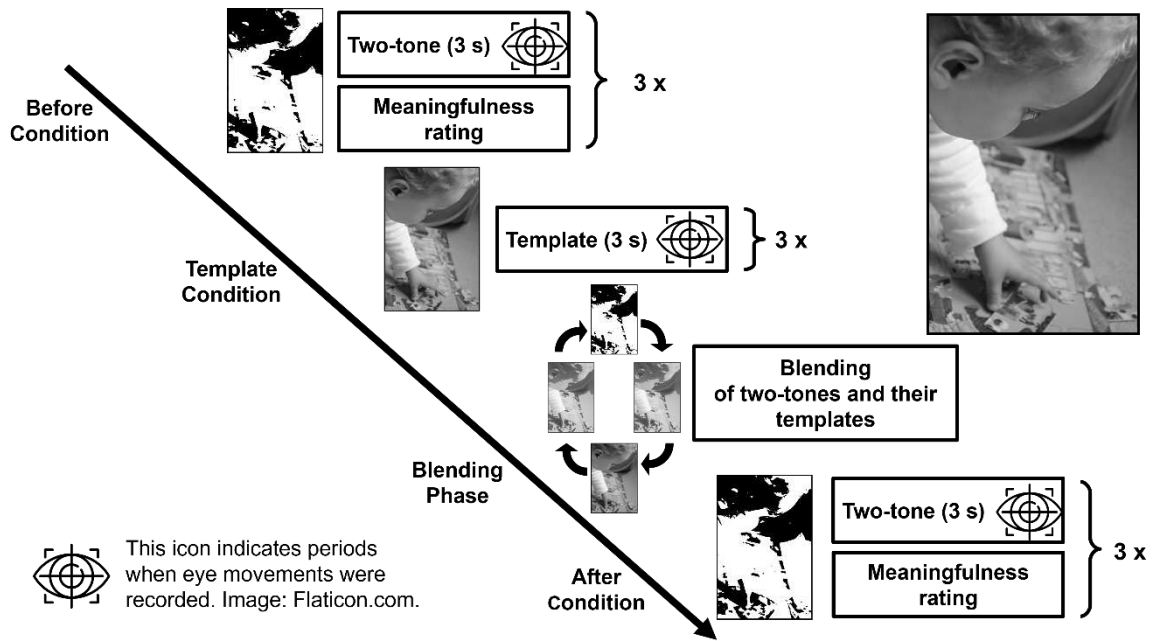 Before
Condition
Two-tone (3 s)
Meaningfulness
rating
3 x
Template
Condition
Template (3 s)
3 x
Blending
Phase
Blending
of two-tones and their
templates
After
Condition
Two-tone (3 s)
Meaningfulness
rating
3 x
This icon indicates periods
when eye movements were
recorded. Image: Flaticon.com.